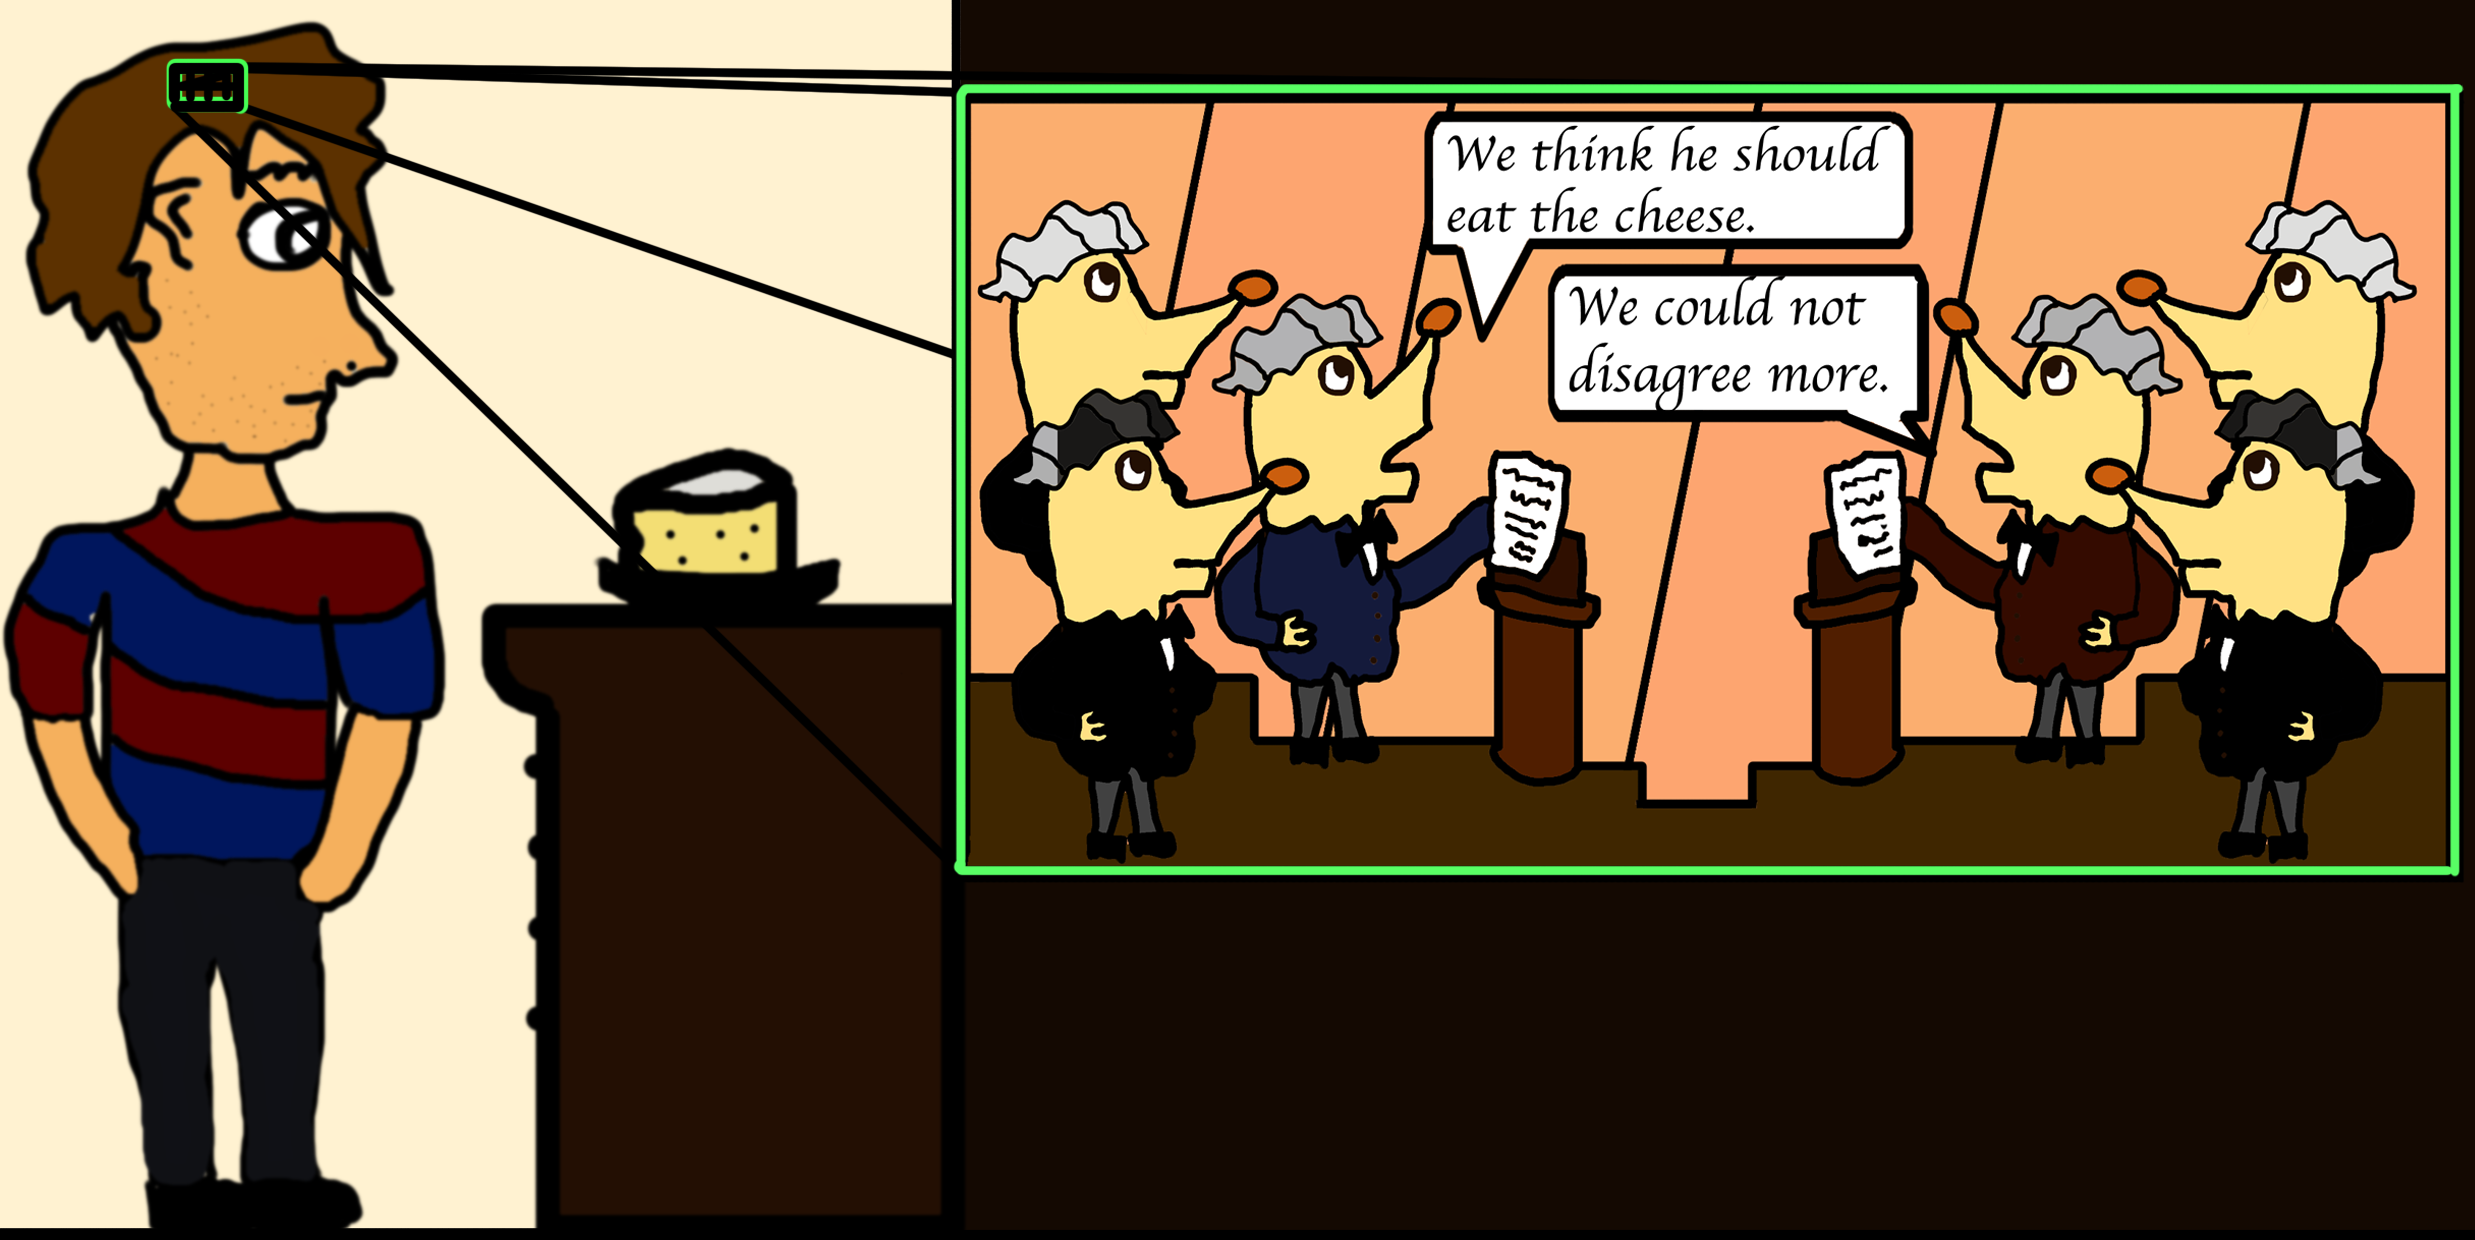 We think he should
eat the cheese.
We could not
disagree more.